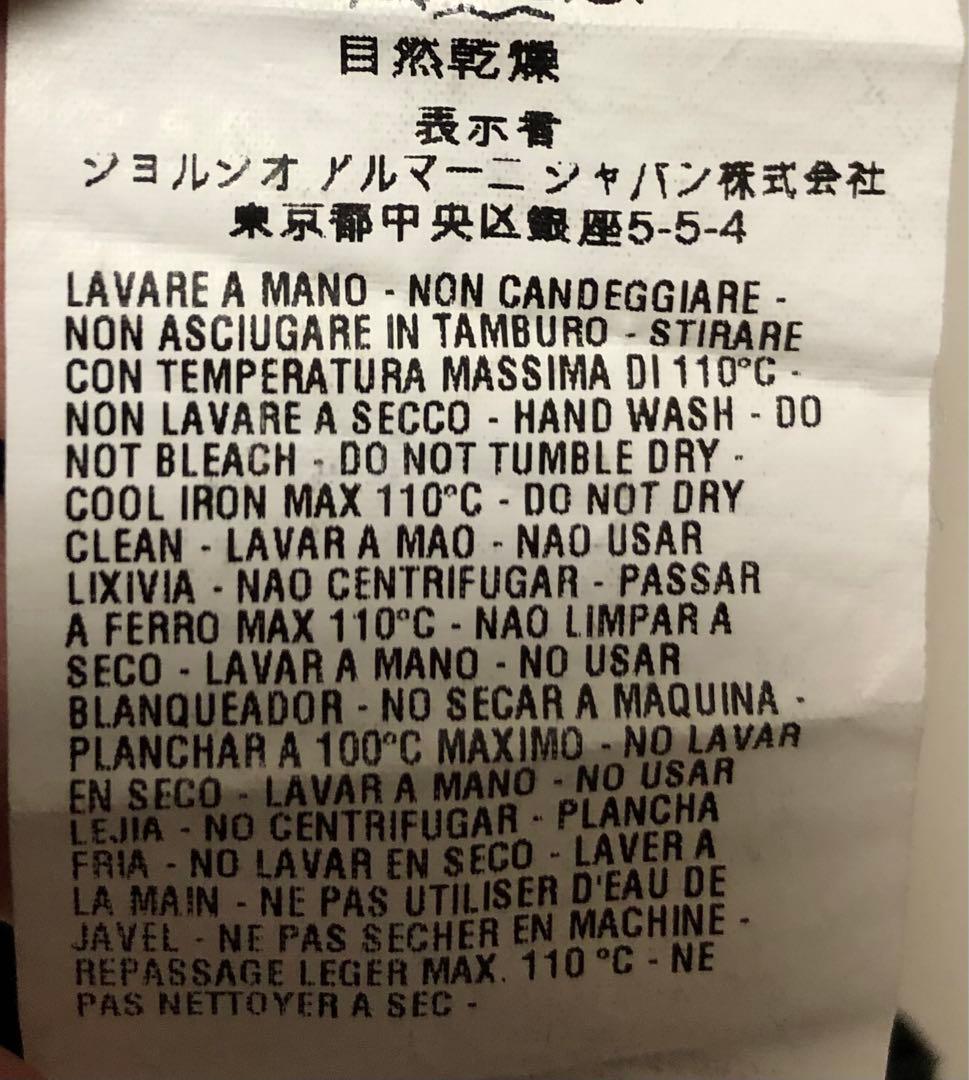 自然乾燥
表示者
ジョルジオ アルマーニ ジャパン株式会社
東京都中央区銀座5-5-4
LAVARE A MANO - NON CANDEGGIARE -
NON ASCIUGARE IN TAMBURO - STIRARE
CON TEMPERATURA MASSIMA DI 110°C -
NON LAVARE A SECCO - HAND WASH - DO
NOT BLEACH - DO NOT TUMBLE DRY -
COOL IRON MAX 110°C - DO NOT DRY
CLEAN - LAVAR A MAO - NAO USAR
LIXIVIA - NAO CENTRIFUGAR - PASSAR
A FERRO MAX 110°C - NAO LIMPAR A
SECO - LAVAR A MANO - NO USAR
BLANQUEADOR - NO SECAR A MAQUINA -
PLANCHAR A 100°C MAXIMO - NO LAVAR
EN SECO - LAVAR A MANO - NO USAR
LEJIA - NO CENTRIFUGAR - PLANCHA
FRIA - NO LAVAR EN SECO - LAVER A
LA MAIN - NE PAS UTILISER D'EAU DE
JAVEL - NE PAS SECHER EN MACHINE -
REPASSAGE LEGER MAX. 110 °C - NE
PAS NETTOYER A SEC -